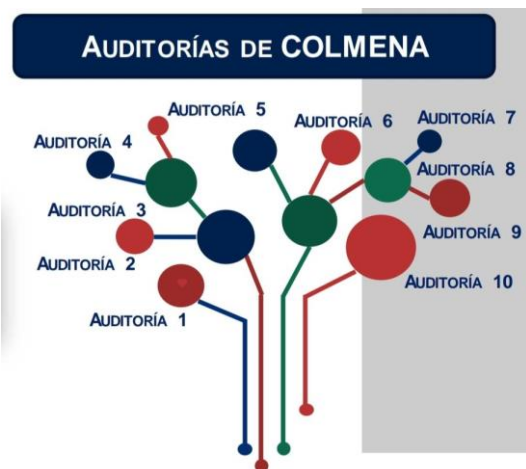 AUDITORÍAS DE COLMENA
AUDITORÍA 5
AUDITORÍA 6
AUDITORÍA 7
AUDITORÍA 4
AUDITORÍA 8
AUDITORÍA 3
AUDITORÍA 9
AUDITORÍA 2
AUDITORÍA 10
AUDITORÍA 1